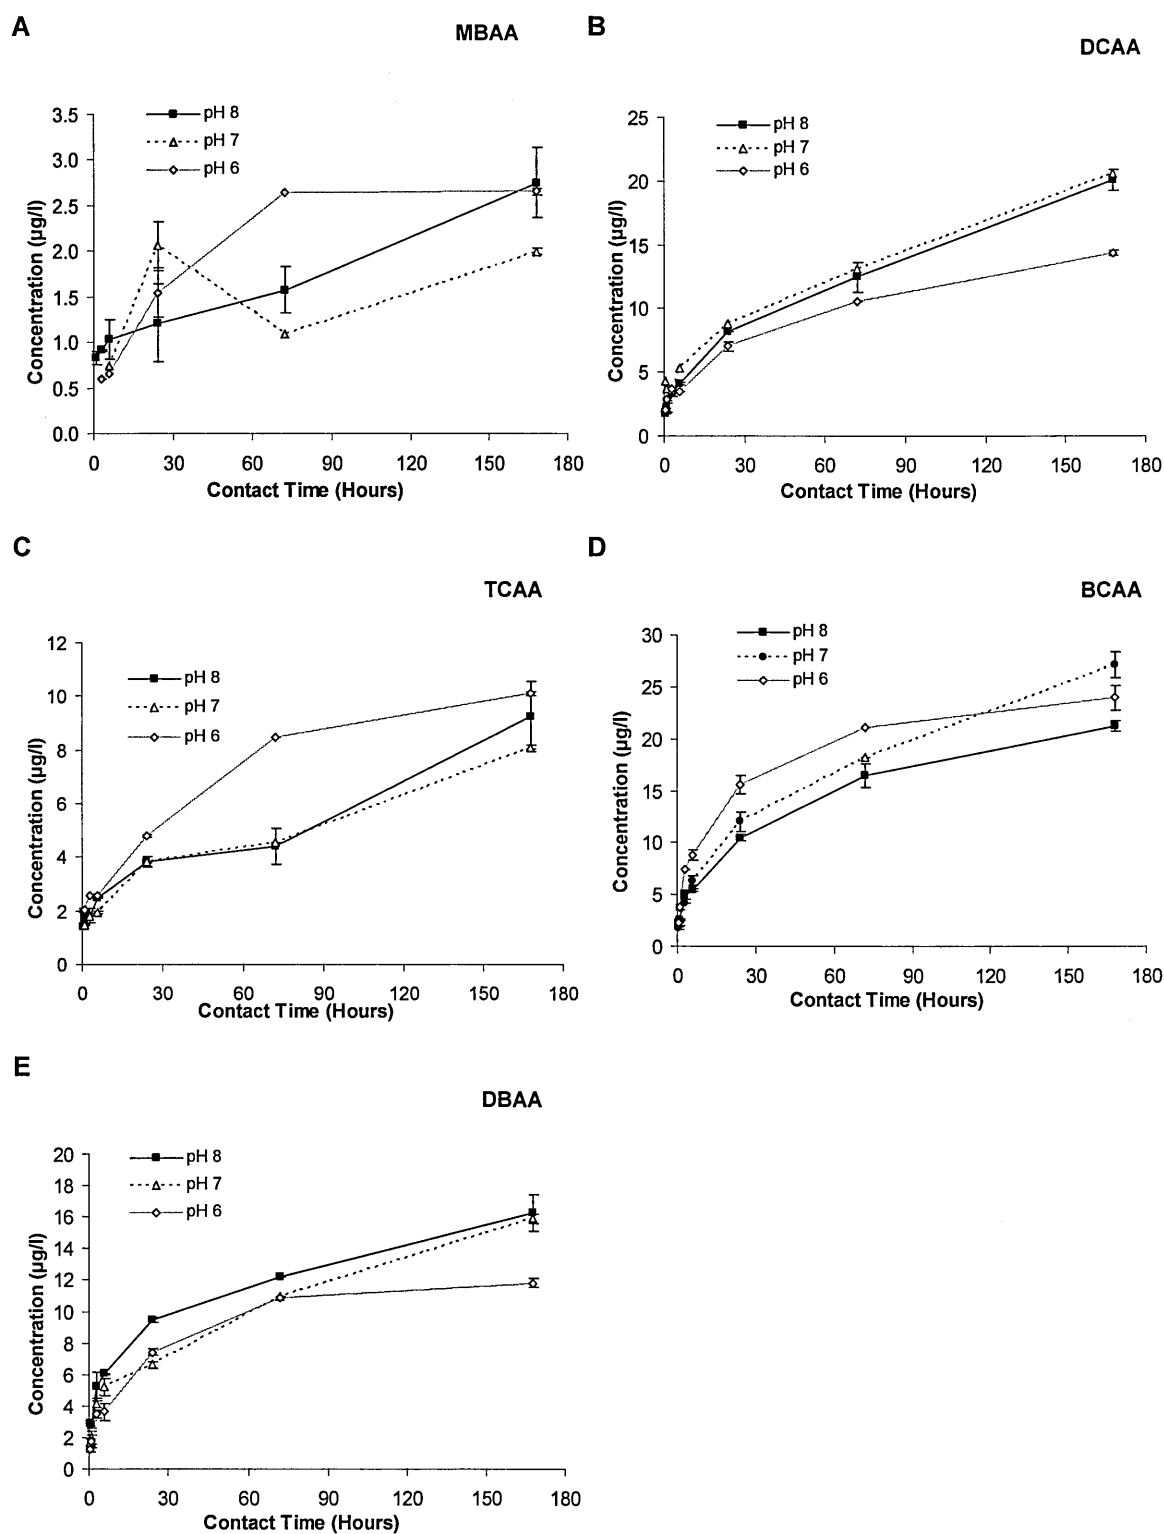 A
MBAA
3.5
3.0
2.5
2.0
1.5
1.0
0.5
0.0
Concentration (µg/l)
pH 8
pH 7
pH 6
0 30 60 90 120 150 180
Contact Time (Hours)
B
DCAA
25
20
15
10
5
0
Concentration (µg/l)
pH 8
pH 7
pH 6
0 30 60 90 120 150 180
Contact Time (Hours)
C
TCAA
12
10
8
6
4
2
0
Concentration (µg/l)
pH 8
pH 7
pH 6
0 30 60 90 120 150 180
Contact Time (Hours)
D
BCAA
30
25
20
15
10
5
0
Concentration (µg/l)
pH 8
pH 7
pH 6
0 30 60 90 120 150 180
Contact Time (Hours)
E
DBAA
20
18
16
14
12
10
8
6
4
2
0
Concentration (µg/l)
pH 8
pH 7
pH 6
0 30 60 90 120 150 180
Contact Time (Hours)